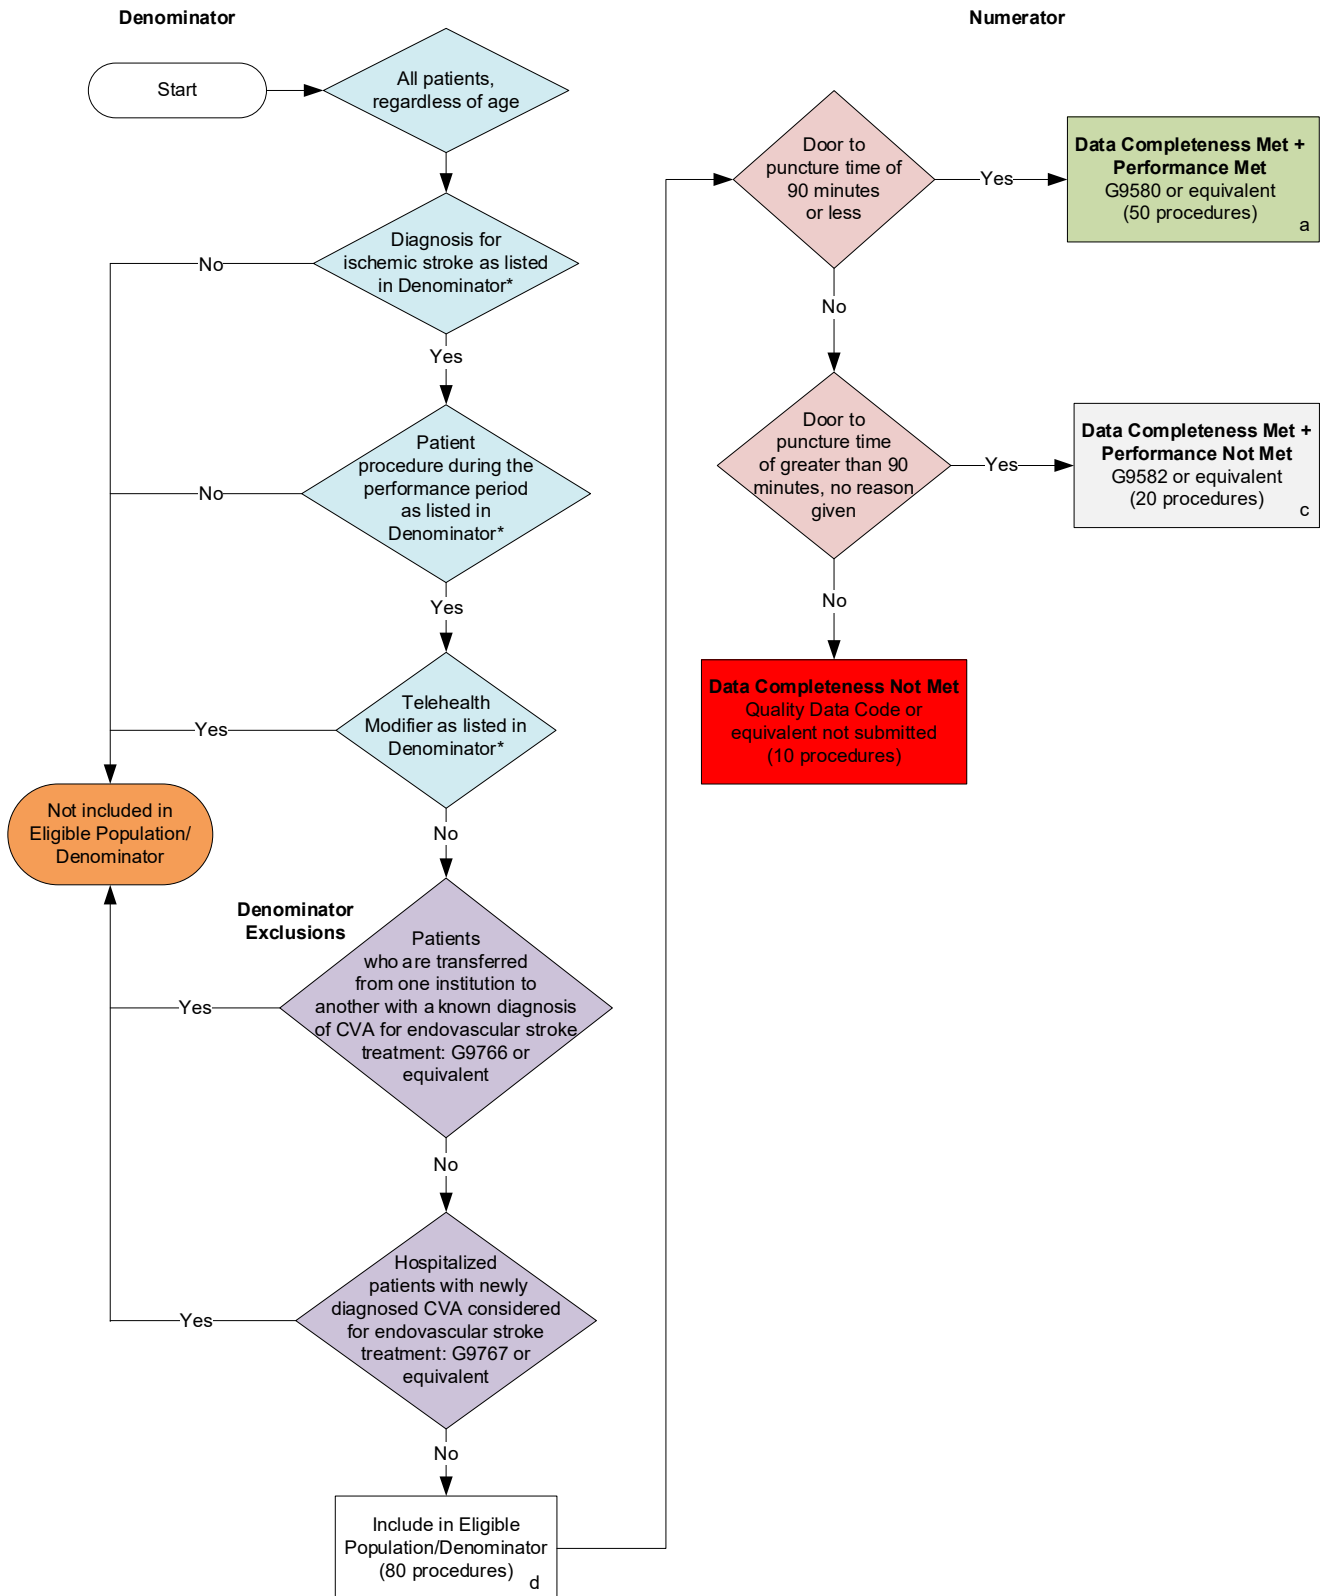 Denominator
Start
All patients,
regardless of age
Diagnosis for
ischemic stroke as listed
in Denominator*
No
Yes
Patient
procedure during the
performance period
as listed in
Denominator*
No
Yes
Telehealth
Modifier as listed in
Denominator*
Yes
Not included in
Eligible Population/
Denominator
No
Denominator
Exclusions
Patients
who are transferred
from one institution to
another with a known diagnosis
of CVA for endovascular stroke
treatment: G9766 or
equivalent
Yes
No
Hospitalized
patients with newly
diagnosed CVA considered
for endovascular stroke
treatment: G9767 or
equivalent
Yes
No
Include in Eligible
Population/Denominator
(80 procedures)
d
Numerator
Door to
puncture time of
90 minutes
or less
Yes
Data Completeness Met +
Performance Met
G9580 or equivalent
(50 procedures)
a
No
Door to
puncture time
of greater than 90
minutes, no reason
given
Yes
Data Completeness Met +
Performance Not Met
G9582 or equivalent
(20 procedures)
c
No
Data Completeness Not Met
Quality Data Code or
equivalent not submitted
(10 procedures)